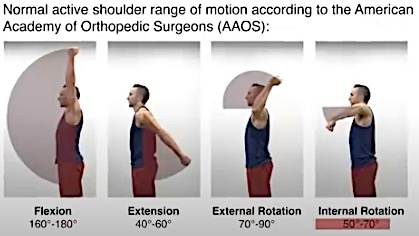 Normal active shoulder range of motion according to the American
Academy of Orthopedic Surgeons (AAOS):
Flexion
160°-180°
Extension
40°-60°
External Rotation
70°-90°
Internal Rotation
50°-70°